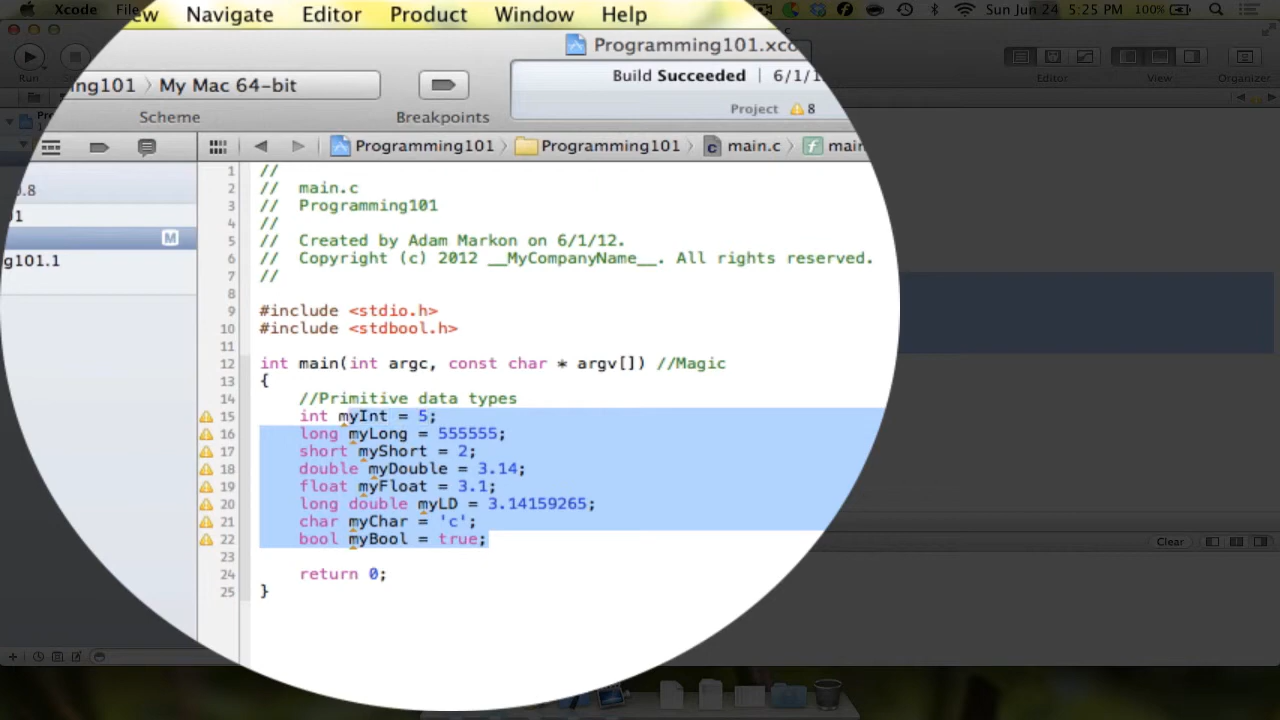 Xcode File
ew Navigate Editor Product Window Help
Sun Jun 24 5:25 PM 100%
Programming101.xco
Run
ng101 〉 My Mac 64-bit
Build Succeeded | 6/1/1
Project 8
Scheme Breakpoints
Editor View Organizer
Programming101 〉 Programming101 〉 main.c 〉 main
.8
1
M
g101.1
1 //
2 // main.c
3 // Programming101
4 //
5 // Created by Adam Markon on 6/1/12.
6 // Copyright (c) 2012 __MyCompanyName__. All rights reserved.
7 //
8
9 #include <stdio.h>
10 #include <stdbool.h>
11
12 int main(int argc, const char * argv[]) //Magic
13 {
14 //Primitive data types
15 int myInt = 5;
16 long myLong = 555555;
17 short myShort = 2;
18 double myDouble = 3.14;
19 float myFloat = 3.1;
20 long double myLD = 3.14159265;
21 char myChar = 'c';
22 bool myBool = true;
23
24 return 0;
25 }
Clear